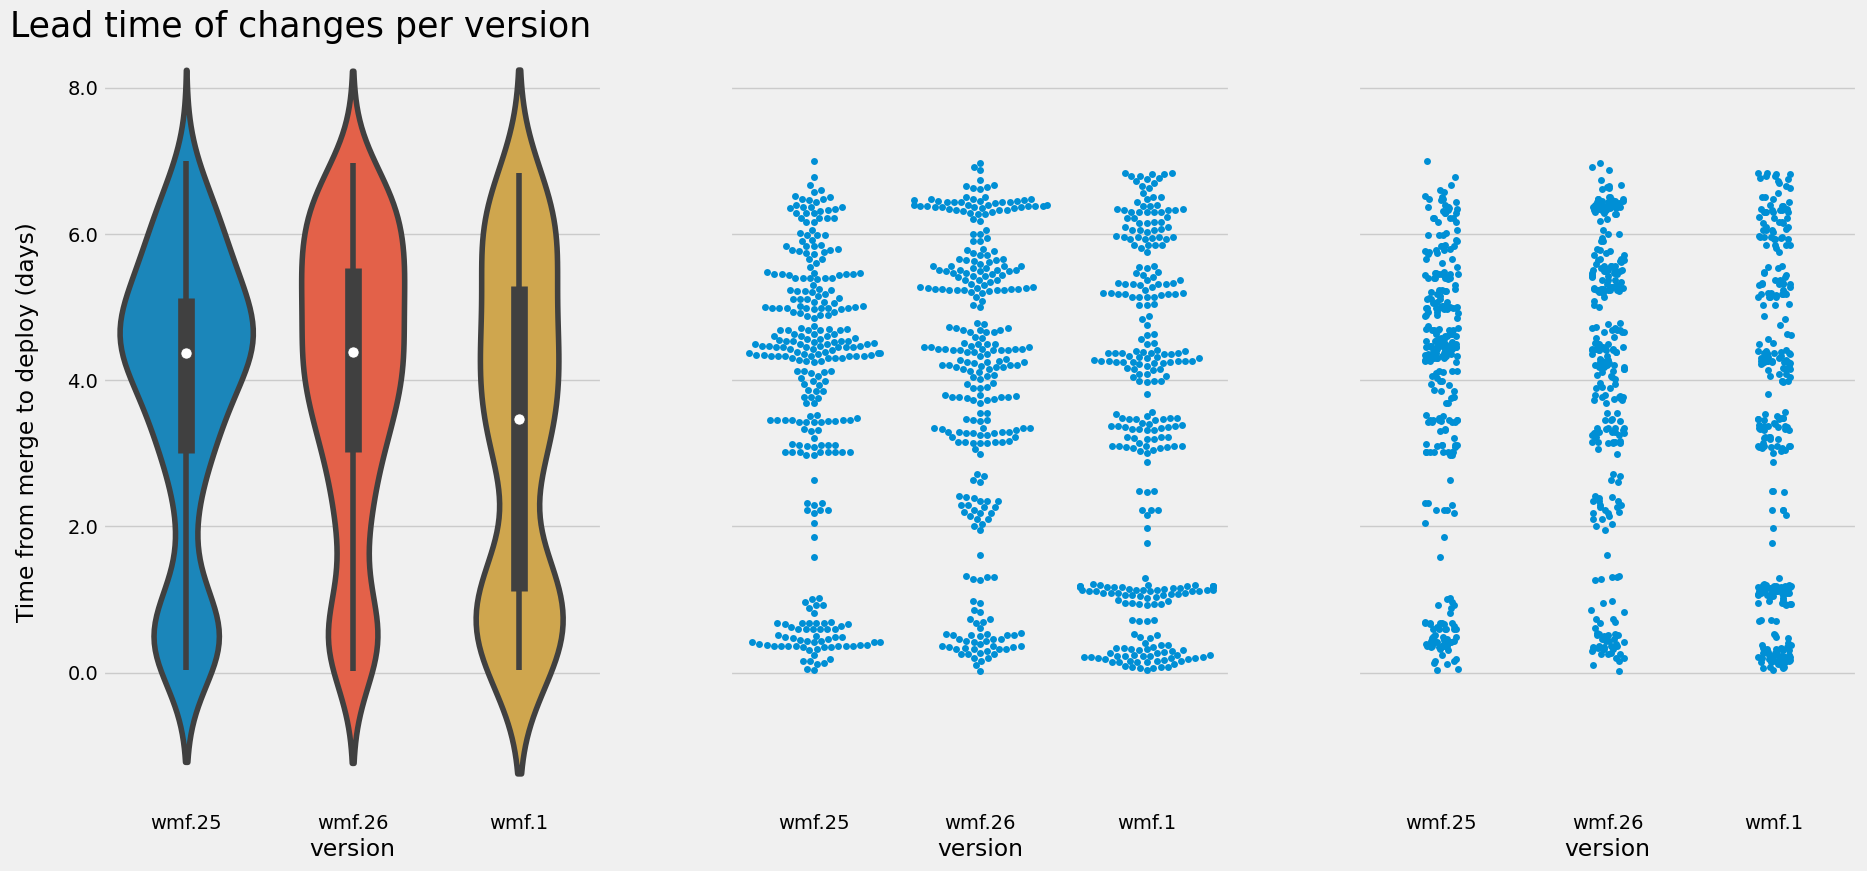 Lead time of changes per version
Time from merge to deploy (days)
8.0
6.0
4.0
2.0
0.0
wmf.25 wmf.26 wmf.1
version
wmf.25 wmf.26 wmf.1
version
wmf.25 wmf.26 wmf.1
version